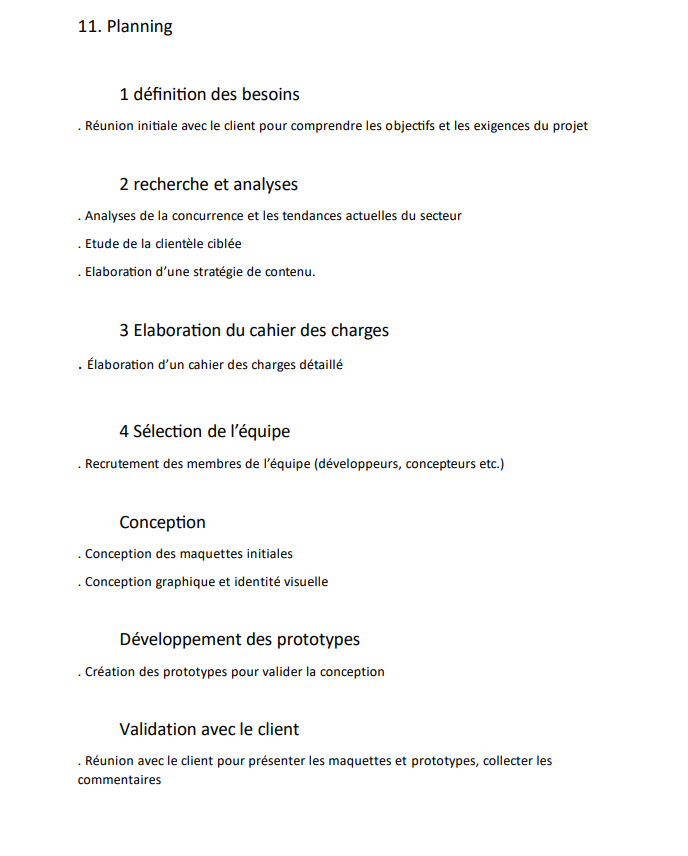 11. Planning
1 définition des besoins
. Réunion initiale avec le client pour comprendre les objectifs et les exigences du projet
2 recherche et analyses
. Analyses de la concurrence et les tendances actuelles du secteur
. Etude de la clientèle ciblée
. Elaboration d’une stratégie de contenu.
3 Elaboration du cahier des charges
. Élaboration d’un cahier des charges détaillé
4 Sélection de l’équipe
. Recrutement des membres de l’équipe (développeurs, concepteurs etc.)
Conception
. Conception des maquettes initiales
. Conception graphique et identité visuelle
Développement des prototypes
. Création des prototypes pour valider la conception
Validation avec le client
. Réunion avec le client pour présenter les maquettes et prototypes, collecter les
commentaires